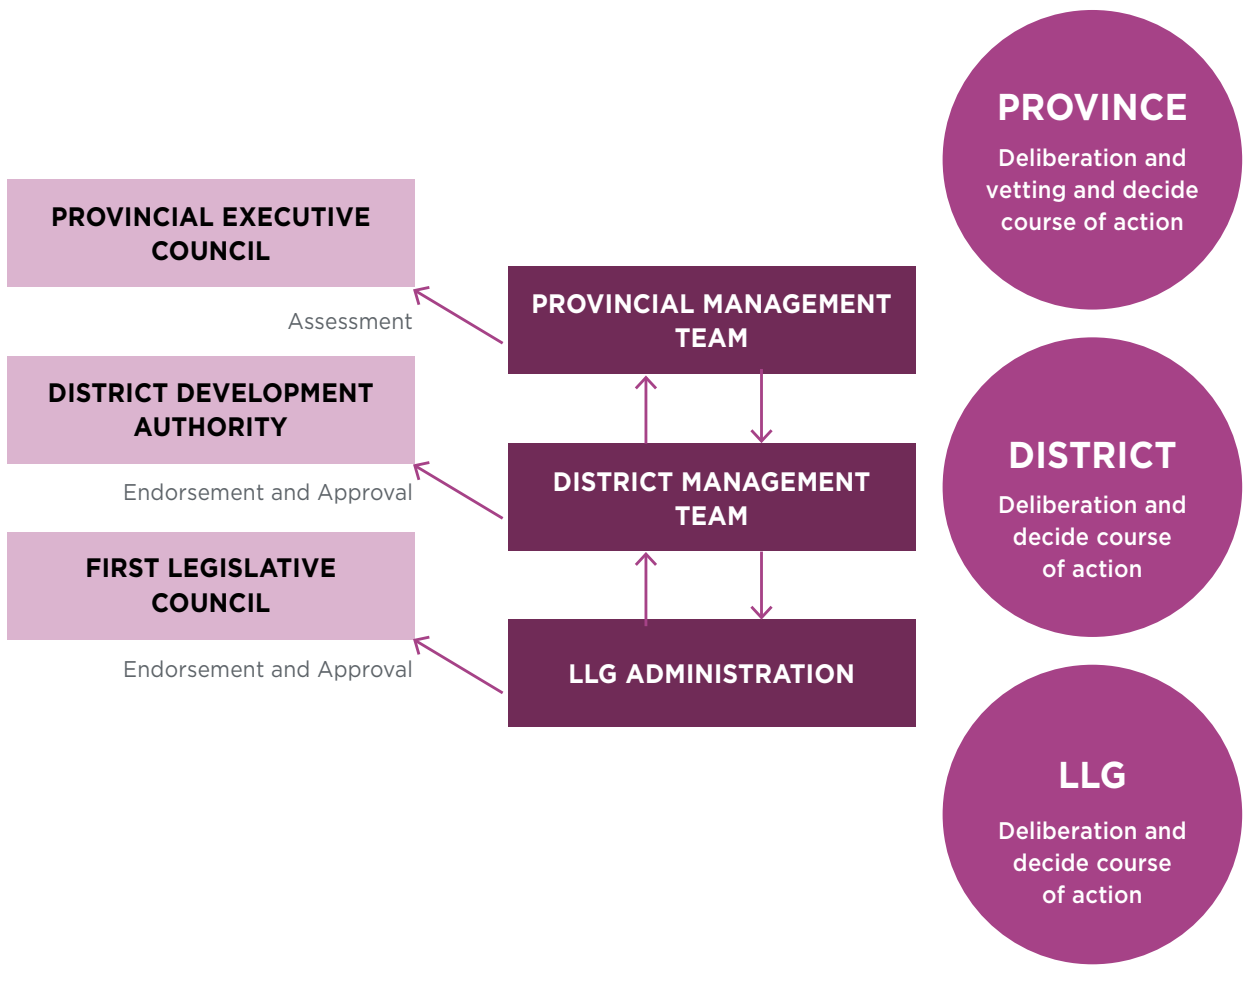 PROVINCIAL EXECUTIVE
COUNCIL
Assessment
DISTRICT DEVELOPMENT
AUTHORITY
Endorsement and Approval
FIRST LEGISLATIVE
COUNCIL
Endorsement and Approval
PROVINCIAL MANAGEMENT
TEAM
DISTRICT MANAGEMENT
TEAM
LLG ADMINISTRATION
PROVINCE
Deliberation and
vetting and decide
course of action
DISTRICT
Deliberation and
decide course
of action
LLG
Deliberation and
decide course
of action